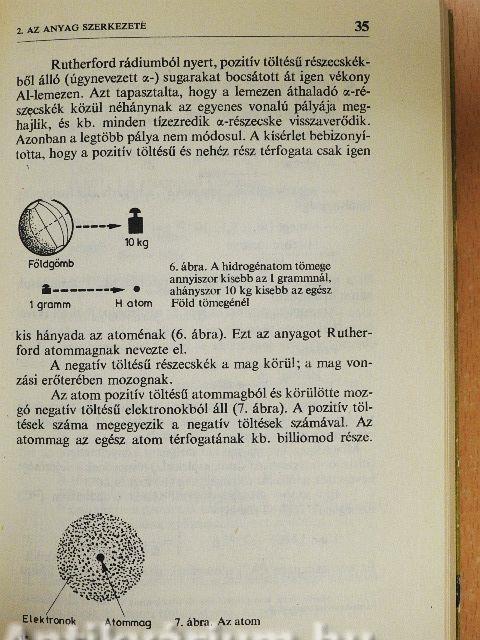 2. AZ ANYAG SZERKEZETE 35
Rutherford rádiumból nyert, pozitív töltésű részecskék-
ből álló (úgynevezett α-) sugarakat bocsátott át igen vékony
Al-lemezen. Azt tapasztalta, hogy a lemezen áthaladó α-ré-
szecskék közül néhánynak az egyenes vonalú pályája meg-
hajlik, és kb. minden tízezredik α-részecske visszaverődik.
Azonban a legtöbb pálya nem módosul. A kísérlet bebizonyí-
totta, hogy a pozitív töltésű és nehéz rész térfogata csak igen
10 kg
Földgömb
1 gramm H atom
6. ábra. A hidrogénatom tömege
annyiszor kisebb az 1 grammnál,
ahányszor 10 kg kisebb az egész
Föld tömegénél
kis hányada az atoménak (6. ábra). Ezt az anyagot Ruther-
ford atommagnak nevezte el.
A negatív töltésű részecskék a mag körül; a mag von-
zási erőterében mozognak.
Az atom pozitív töltésű atommagból és körülötte moz-
gó negatív töltésű elektronokból áll (7. ábra). A pozitív töl-
tések száma megegyezik a negatív töltések számával. Az
atommag az egész atom térfogatának kb. billiomod része.
Elektronok Atommag 7. ábra. Az atom